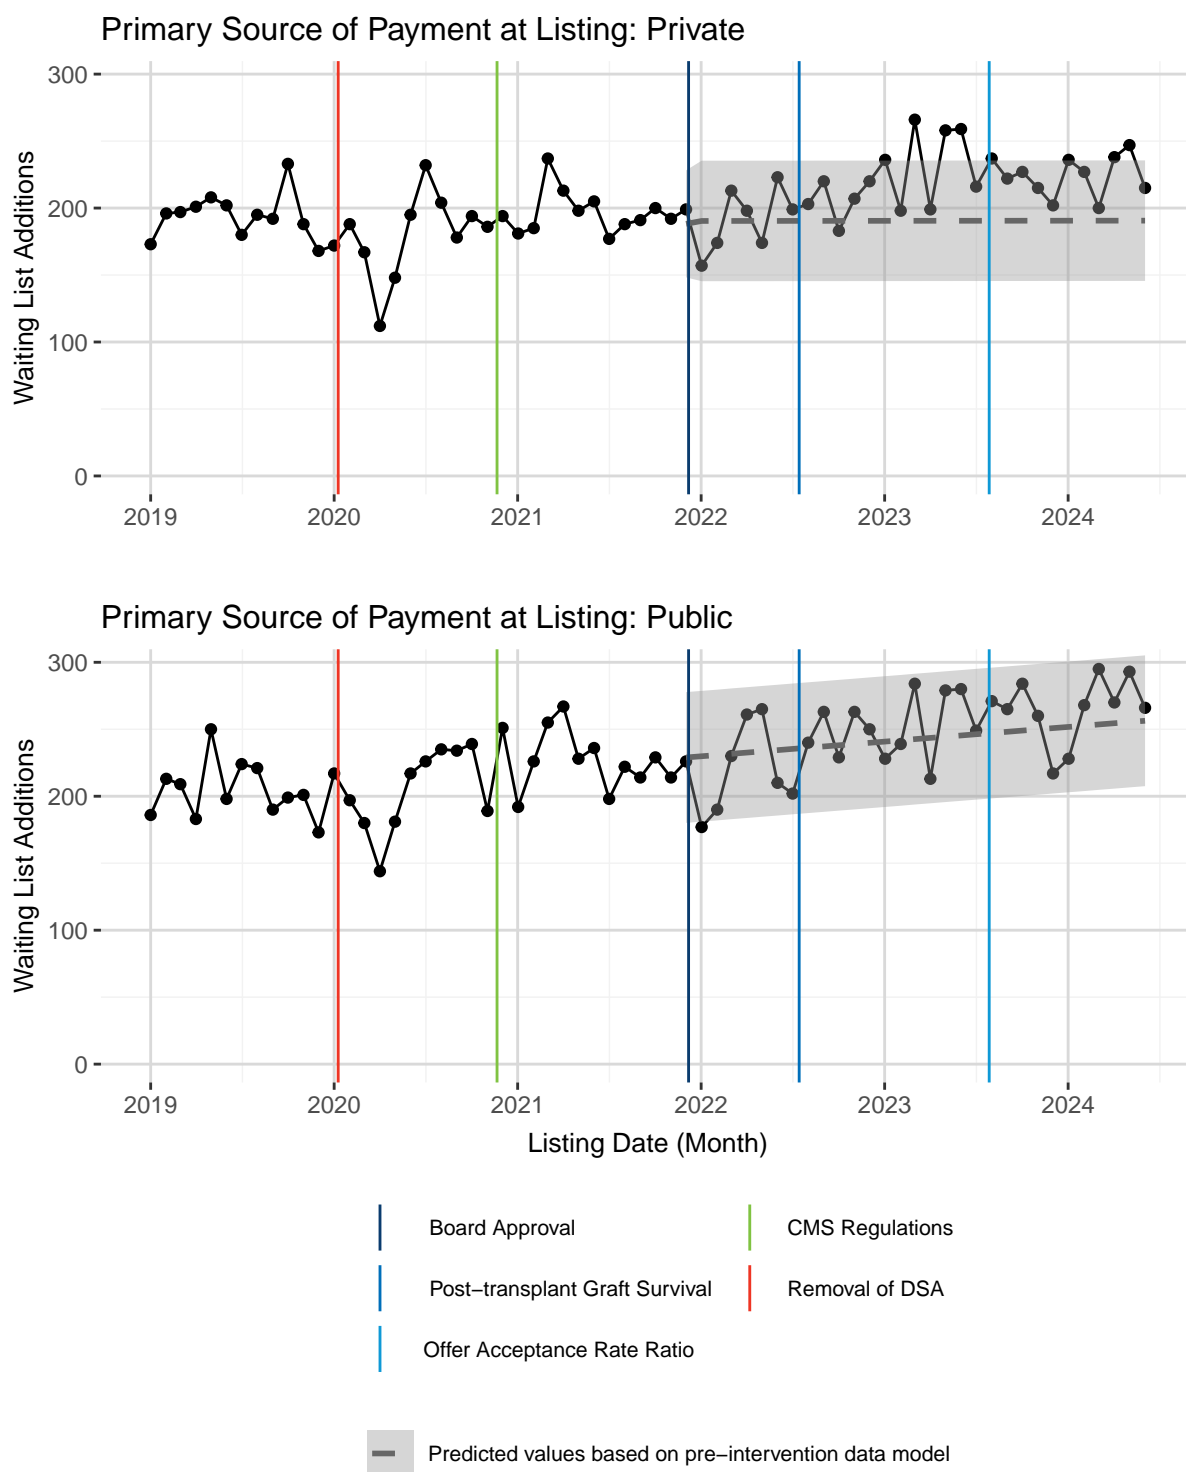 Primary Source of Payment at Listing: Private
300
200
100
0
Waiting List Additions
2019 2020 2021 2022 2023 2024
Primary Source of Payment at Listing: Public
300
200
100
0
Waiting List Additions
2019 2020 2021 2022 2023 2024
Listing Date (Month)
Board Approval CMS Regulations
Post−transplant Graft Survival Removal of DSA
Offer Acceptance Rate Ratio
Predicted values based on pre−intervention data model